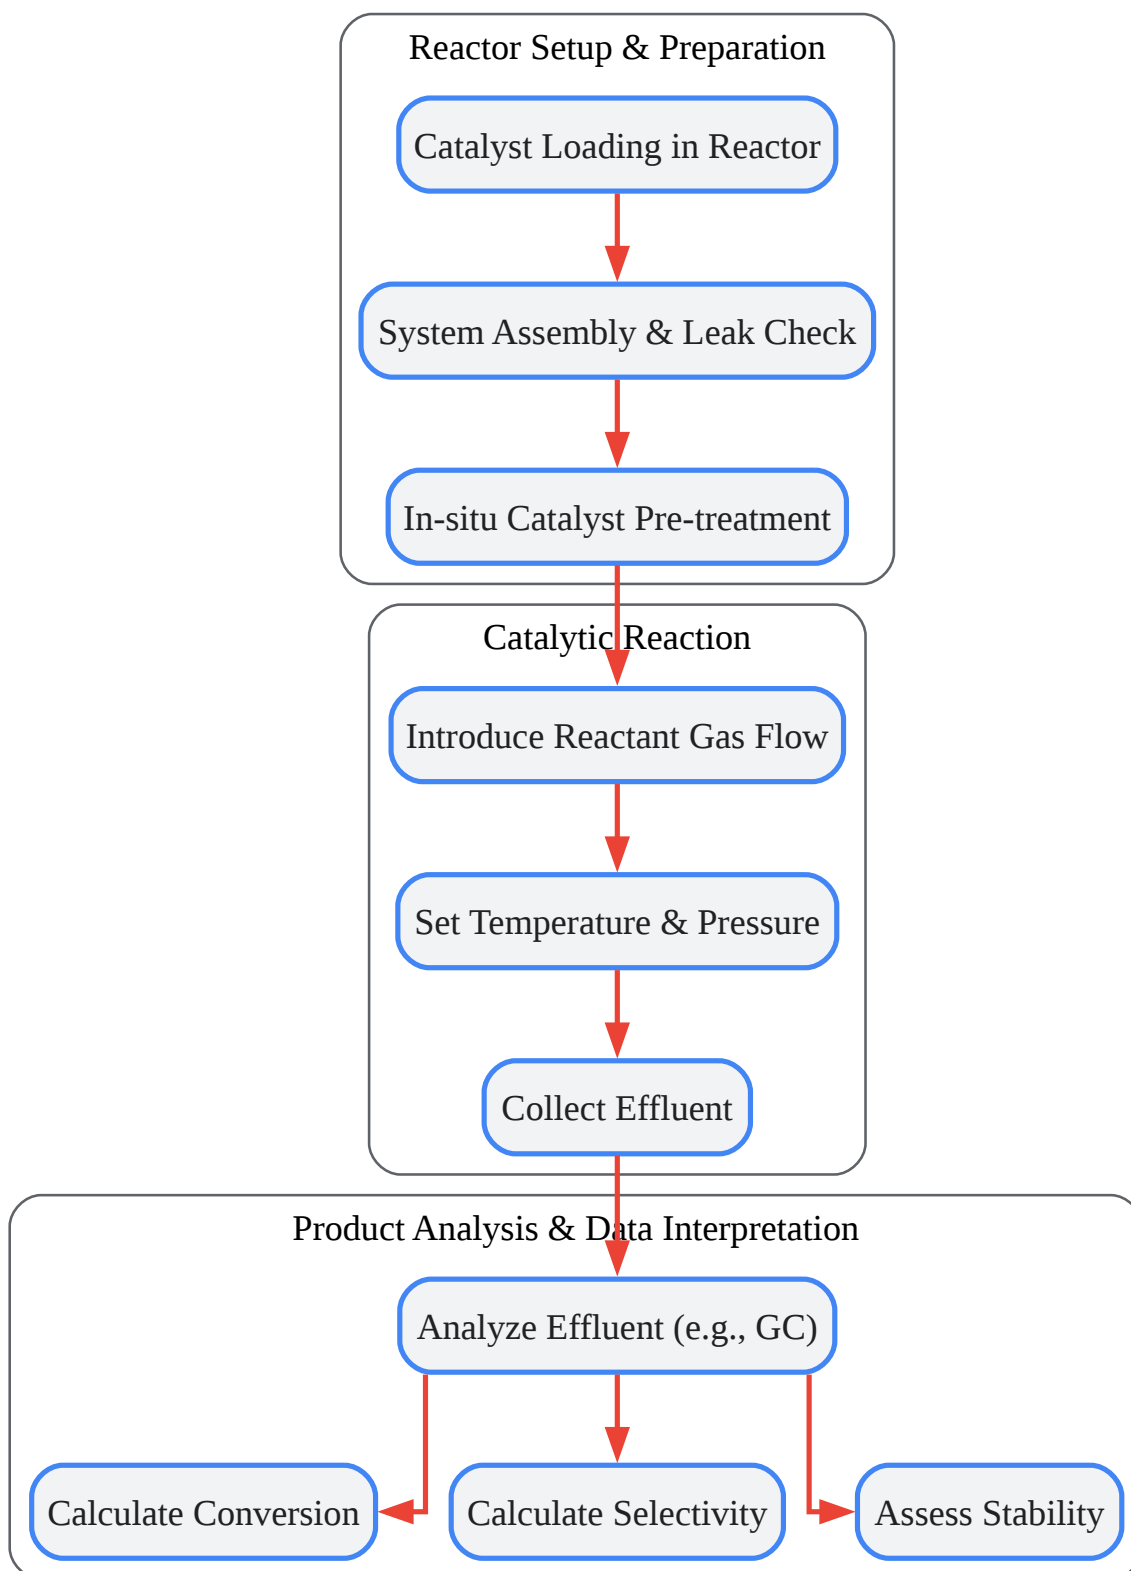 Reactor Setup & Preparation
Catalyst Loading in Reactor
System Assembly & Leak Check
In-situ Catalyst Pre-treatment
Catalytic Reaction
Introduce Reactant Gas Flow
Set Temperature & Pressure
Collect Effluent
Product Analysis & Data Interpretation
Analyze Effluent (e.g., GC)
Calculate Conversion
Calculate Selectivity
Assess Stability